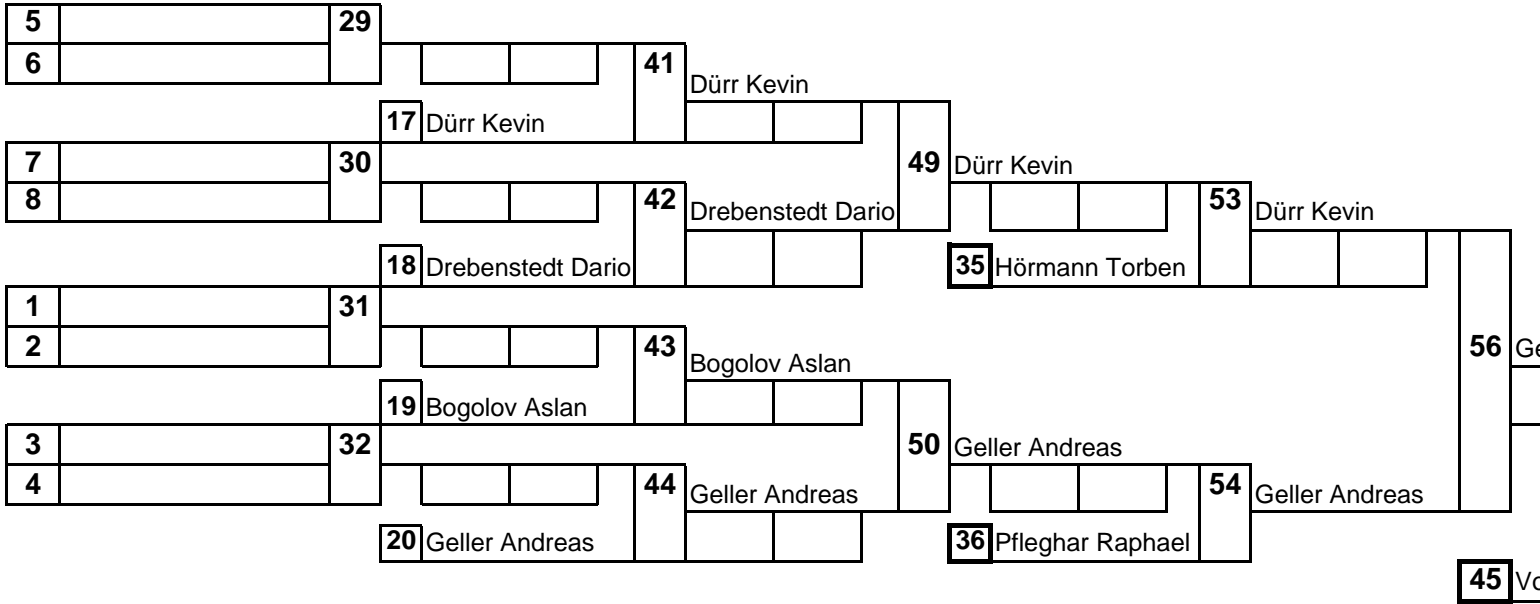 5 29
6 41
Dürr Kevin
17 Dürr Kevin
7 30 49 Dürr Kevin
8 42 Drebenstedt Dario 53 Dürr Kevin
18 Drebenstedt Dario 35 Hörmann Torben
1 31
2 43 Bogolov Aslan 56 Ge
19 Bogolov Aslan
3 32 50 Geller Andreas
4 44 Geller Andreas 54 Geller Andreas
20 Geller Andreas 36 Pfleghar Raphael
45 Vo